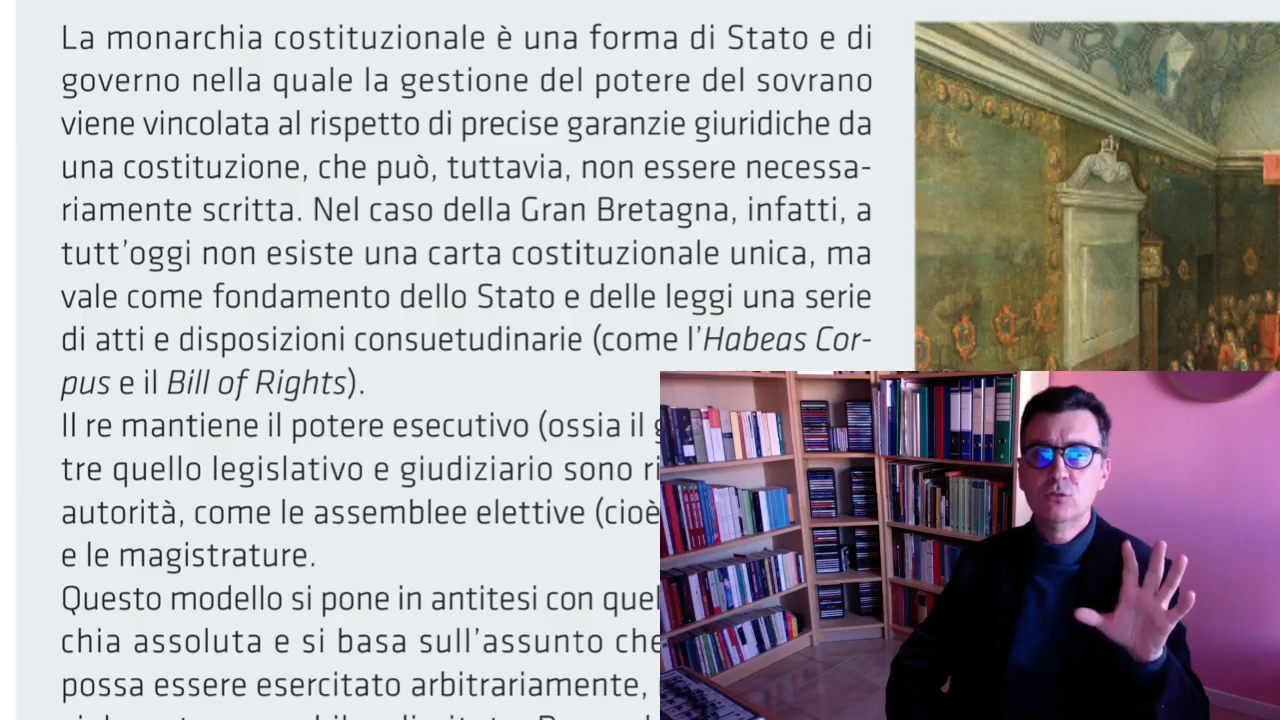 La monarchia costituzionale è una forma di Stato e di
governo nella quale la gestione del potere del sovrano
viene vincolata al rispetto di precise garanzie giuridiche da
una costituzione, che può, tuttavia, non essere necessa-
riamente scritta. Nel caso della Gran Bretagna, infatti, a
tutt'oggi non esiste una carta costituzionale unica, ma
vale come fondamento dello Stato e delle leggi una serie
di atti e disposizioni consuetudinarie (come l'Habeas Cor-
pus e il Bill of Rights).
Il re mantiene il potere esecutivo (ossia il
tre quello legislativo e giudiziario sono
autorità, come le assemblee elettive (cioè
e le magistrature.
Questo modello si pone in antitesi con
chia assoluta e si basa sull'assunto che
possa essere esercitato arbitrariamente,